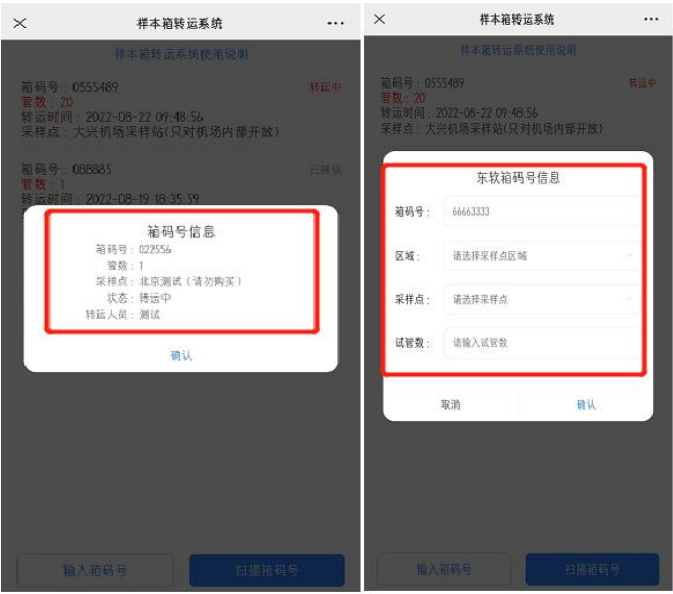 样本箱转运系统
样本箱转运系统使用说明
箱码号：0555489
转运中
管数：20
转运时间：2022-08-22 09:48:56
采样点：大兴机场采样站(只对机场内部开放)
箱码号：088885
已接收
管数：1
转运时间：2022-08-19 18:35:59
箱码号信息
箱码号：022556
管数：1
采样点：北京测试（请勿购买）
状态：转运中
转运人员：测试
确认
输入箱码号
扫描箱码号
样本箱转运系统
样本箱转运系统使用说明
箱码号：0555489
转运中
管数：20
转运时间：2022-08-22 09:48:56
采样点：大兴机场采样站(只对机场内部开放)
东软箱码号信息
箱码号：
66663333
区域：
请选择采样点区域
采样点：
请选择采样点
试管数：
请输入试管数
取消
确认
输入箱码号
扫描箱码号